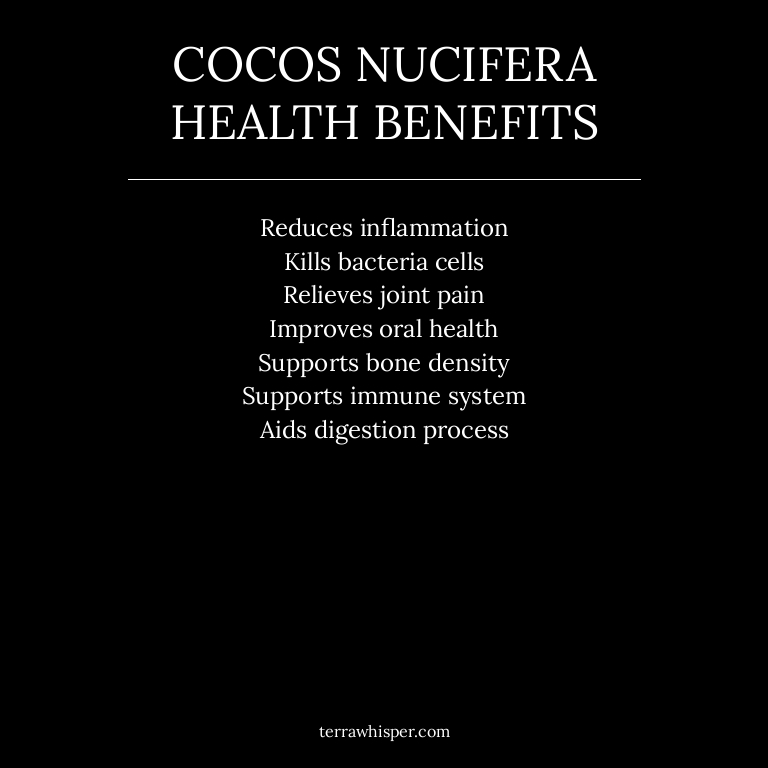 COCOS NUCIFERA
HEALTH BENEFITS
Reduces inflammation
Kills bacteria cells
Relieves joint pain
Improves oral health
Supports bone density
Supports immune system
Aids digestion process
terrawhisper.com